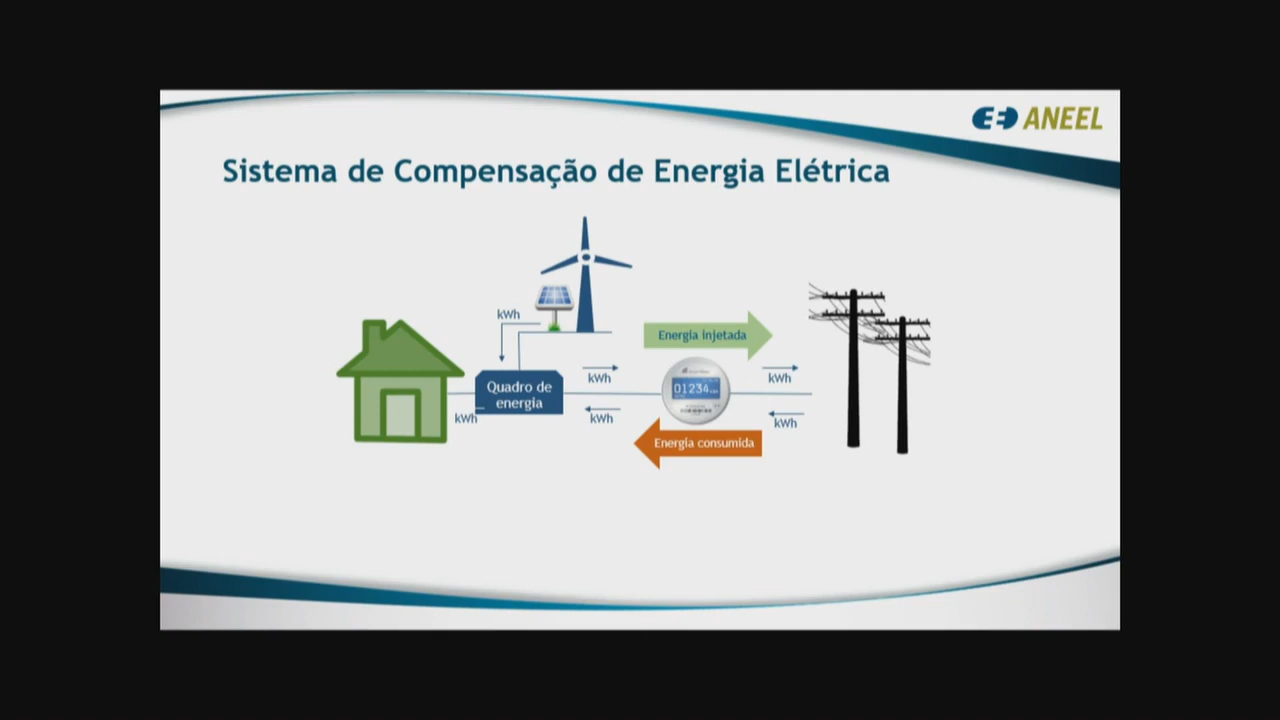 ANEEL
Sistema de Compensação de Energia Elétrica
kWh
Energia injetada
kWh
kWh
Quadro de
energia
01234
kWh
kWh
kWh
Energia consumida